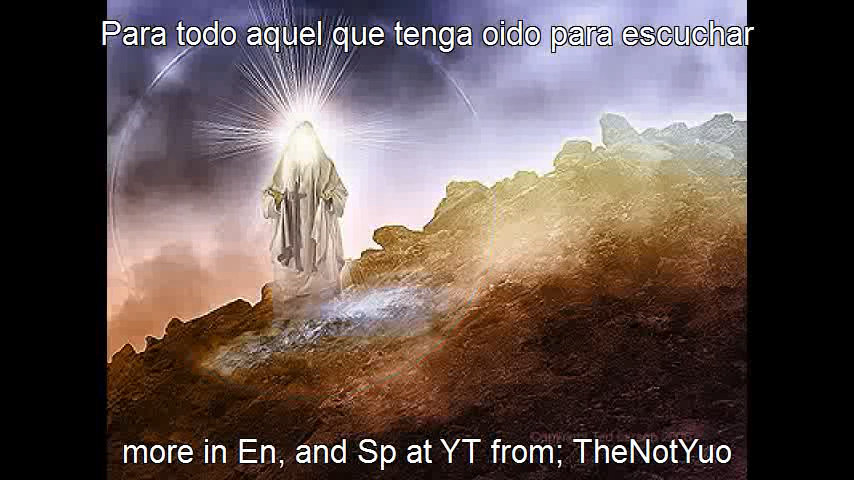 Para todo aquel que tenga oido para escuchar
more in En, and Sp at YT from; TheNotYuo